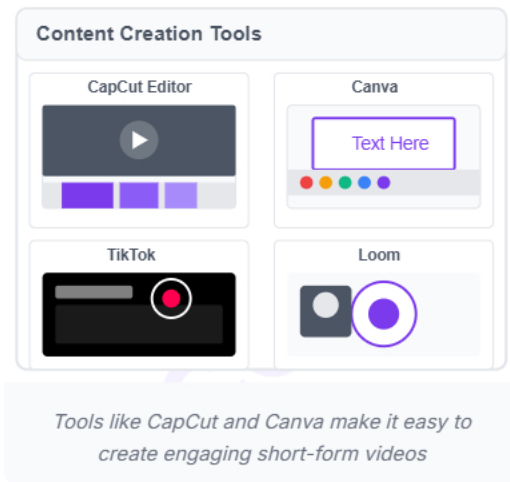 Content Creation Tools
CapCut Editor
Canva
Text Here
TikTok
Loom
Tools like CapCut and Canva make it easy to
create engaging short-form videos